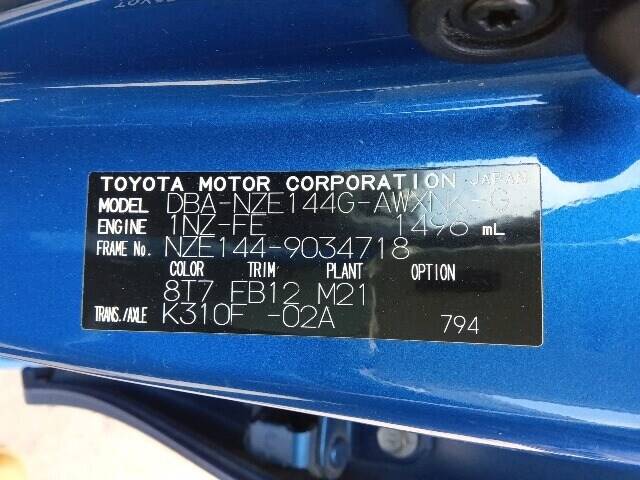 TOYOTA MOTOR CORPORATION JAPAN
MODEL DBA-NZE144G-AWXNK-G
ENGINE 1NZ-FE 1496 mL
FRAME No. NZE144-9034718
COLOR TRIM PLANT OPTION
8T7 FB12 M21
TRANS./AXLE K310F -02A 794